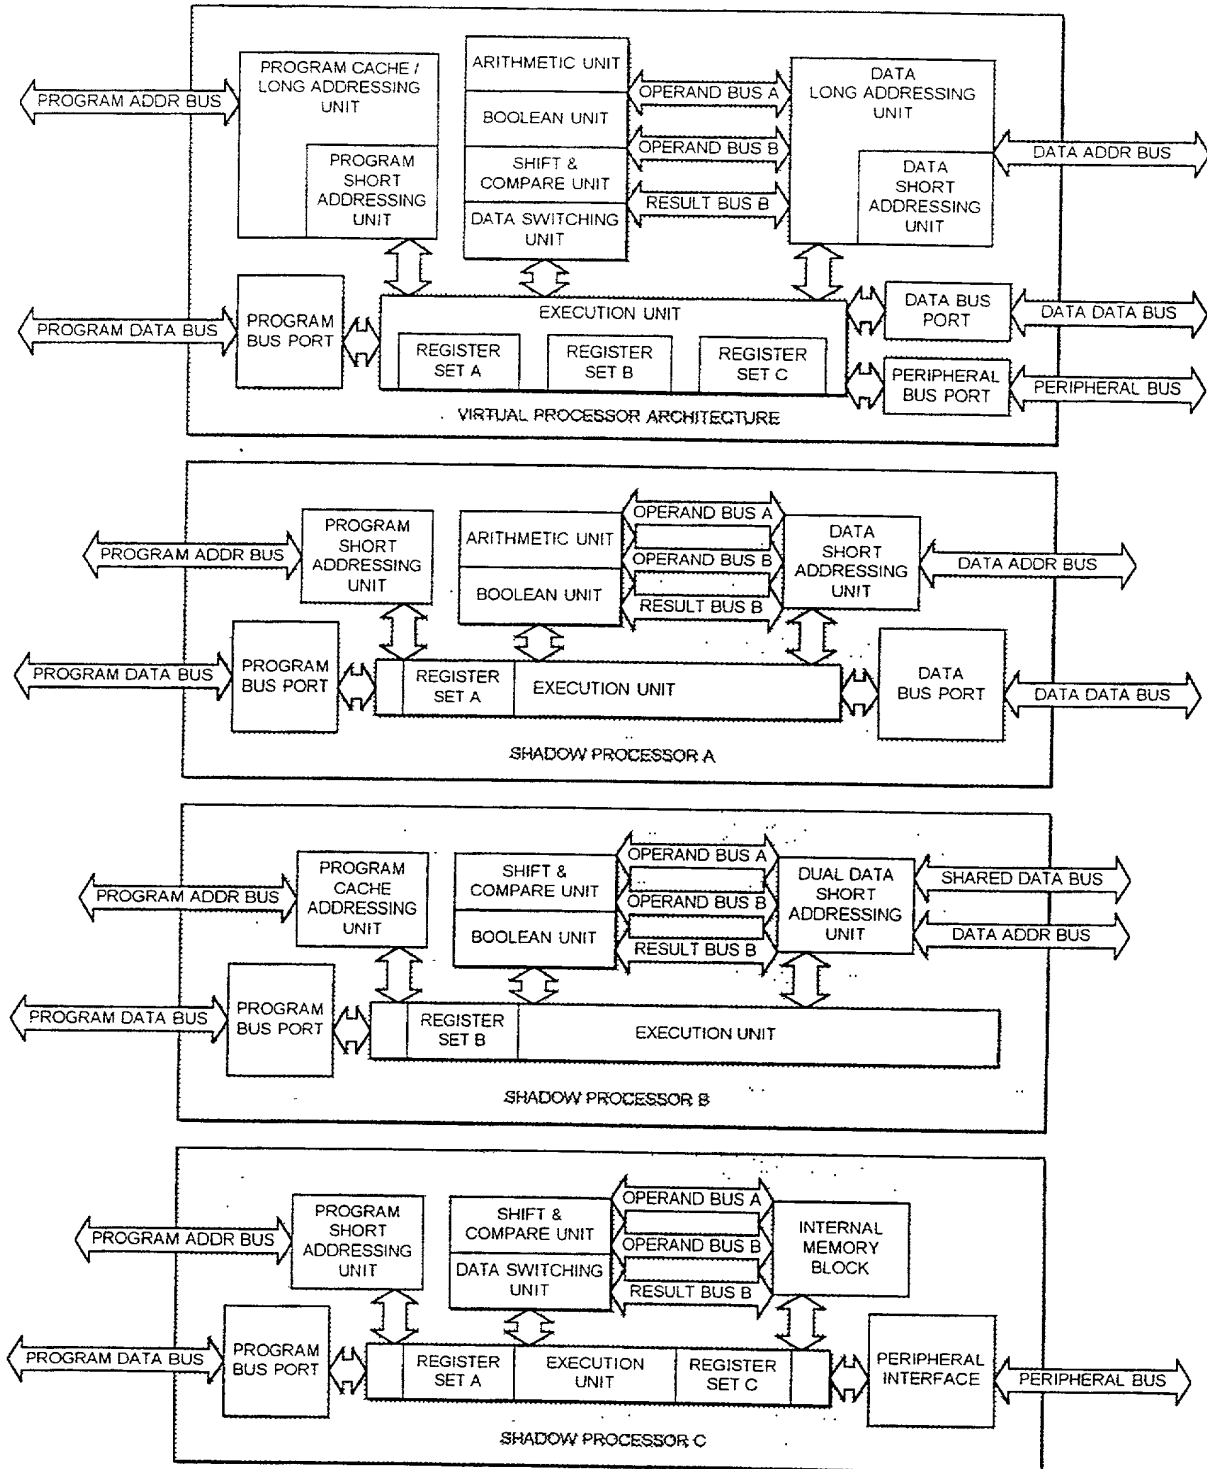 PROGRAM ADDR BUS
PROGRAM CACHE /
LONG ADDRESSING
UNIT
PROGRAM
SHORT
ADDRESSING
UNIT
ARITHMETIC UNIT
BOOLEAN UNIT
SHIFT &
COMPARE UNIT
DATA SWITCHING
UNIT
OPERAND BUS A
OPERAND BUS B
RESULT BUS B
DATA
LONG ADDRESSING
UNIT
DATA
SHORT
ADDRESSING
UNIT
DATA ADDR BUS
PROGRAM DATA BUS
PROGRAM
BUS PORT
EXECUTION UNIT
REGISTER
SET A
REGISTER
SET B
REGISTER
SET C
DATA BUS
PORT
DATA DATA BUS
PERIPHERAL
BUS PORT
PERIPHERAL BUS
VIRTUAL PROCESSOR ARCHITECTURE
PROGRAM ADDR BUS
PROGRAM
SHORT
ADDRESSING
UNIT
ARITHMETIC UNIT
BOOLEAN UNIT
OPERAND BUS A
OPERAND BUS B
RESULT BUS B
DATA
SHORT
ADDRESSING
UNIT
DATA ADDR BUS
PROGRAM DATA BUS
PROGRAM
BUS PORT
REGISTER
SET A
EXECUTION UNIT
DATA
BUS PORT
DATA DATA BUS
SHADOW PROCESSOR A
PROGRAM ADDR BUS
PROGRAM
CACHE
ADDRESSING
UNIT
SHIFT &
COMPARE UNIT
BOOLEAN UNIT
OPERAND BUS A
OPERAND BUS B
RESULT BUS B
DUAL DATA
SHORT
ADDRESSING
UNIT
SHARED DATA BUS
DATA ADDR BUS
PROGRAM DATA BUS
PROGRAM
BUS PORT
REGISTER
SET B
EXECUTION UNIT
SHADOW PROCESSOR B
PROGRAM ADDR BUS
PROGRAM
SHORT
ADDRESSING
UNIT
SHIFT &
COMPARE UNIT
DATA SWITCHING
UNIT
OPERAND BUS A
OPERAND BUS B
RESULT BUS B
INTERNAL
MEMORY
BLOCK
PROGRAM DATA BUS
PROGRAM
BUS PORT
REGISTER
SET A
EXECUTION
UNIT
REGISTER
SET C
PERIPHERAL
INTERFACE
PERIPHERAL BUS
SHADOW PROCESSOR C